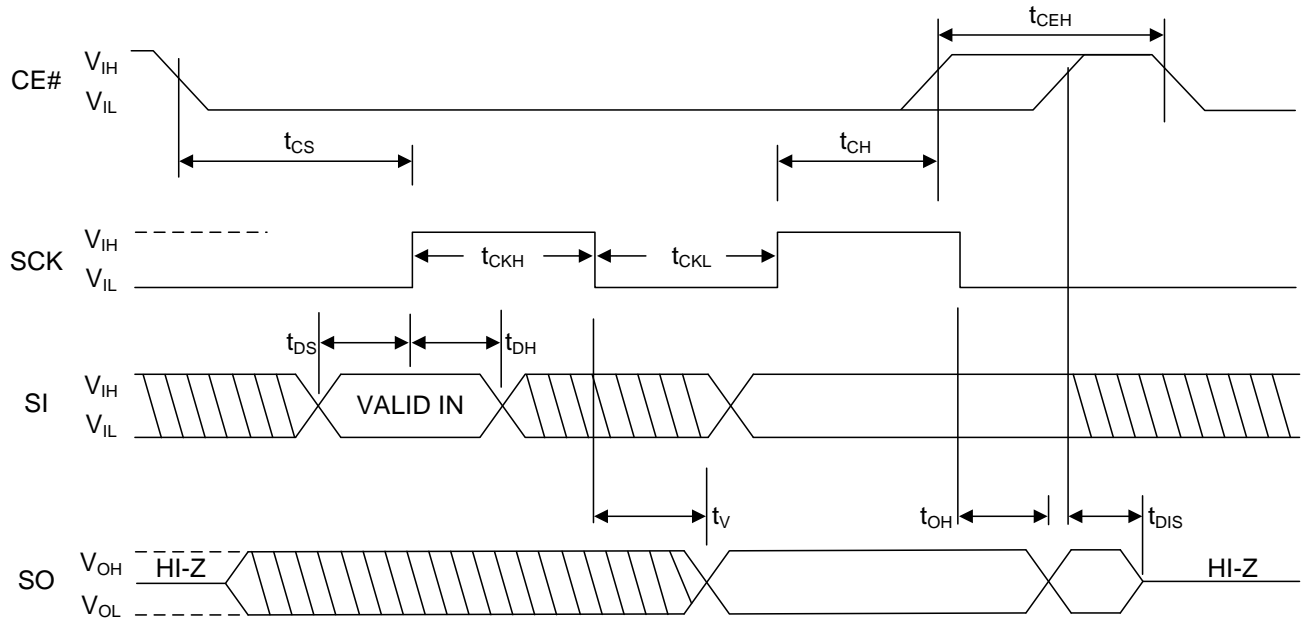 tCEH
VIH
CE#
VIL
tCS
tCH
VIH
SCK
tCKH
tCKL
VIL
tDS
tDH
VIH
SI
VALID IN
VIL
tV
tOH
tDIS
VOH
HI-Z
HI-Z
SO
VOL